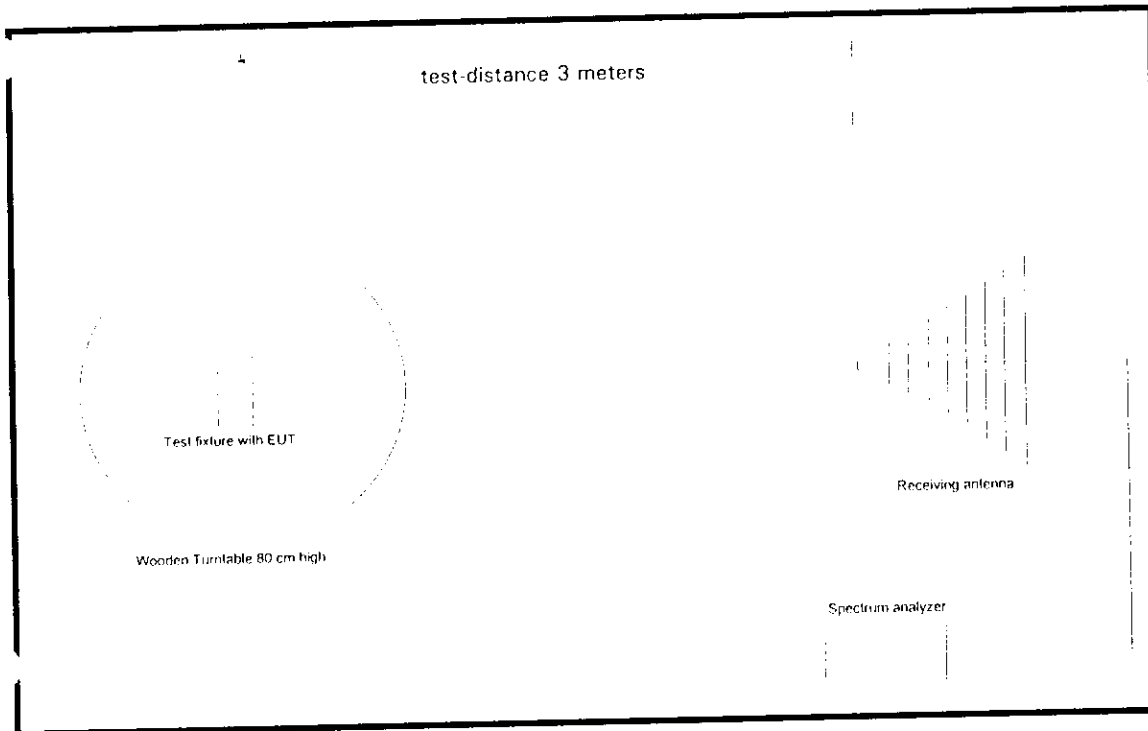 test-distance 3 meters
Test fixture with EUT
Receiving antenna
Wooden Turntable 80 cm high
Spectrum analyzer